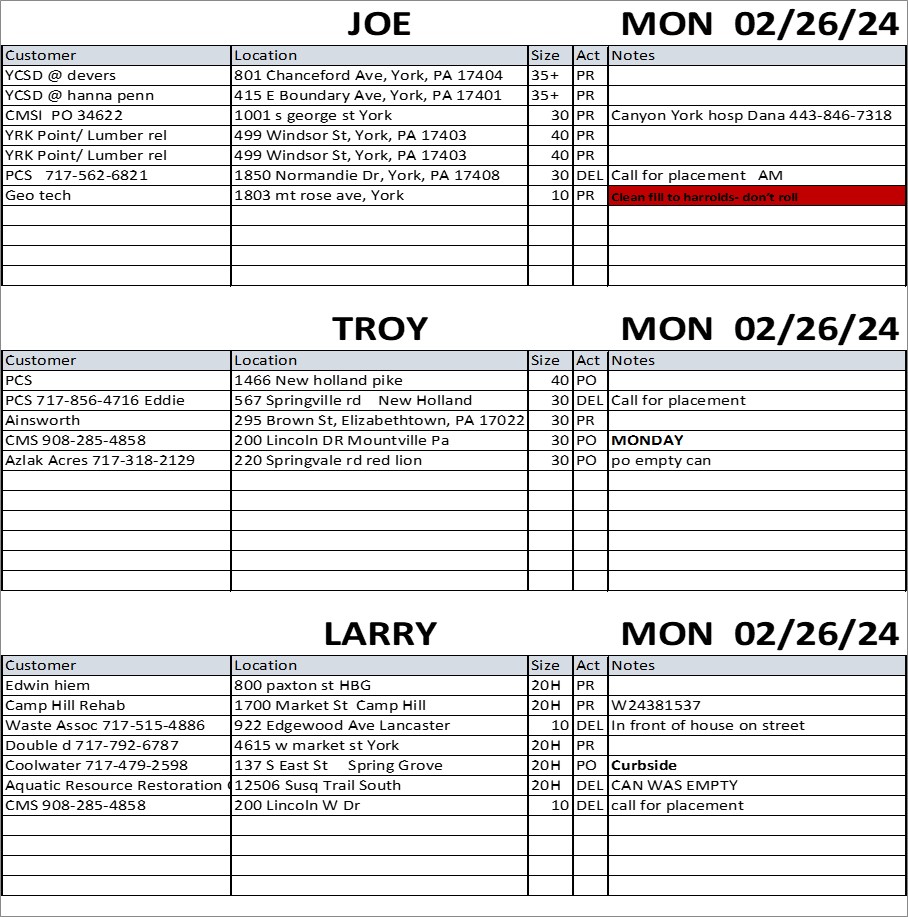 JOE MON 02/26/24
Customer Location Size Act Notes
YCSD @ devers 801 Chanceford Ave, York, PA 17404 35+ PR
YCSD @ hanna penn 415 E Boundary Ave, York, PA 17401 35+ PR
CMSI PO 34622 1001 s george st York 30 PR Canyon York hosp Dana 443-846-7318
YRK Point/ Lumber rel 499 Windsor St, York, PA 17403 40 PR
YRK Point/ Lumber rel 499 Windsor St, York, PA 17403 40 PR
PCS 717-562-6821 1850 Normandie Dr, York, PA 17408 30 DEL Call for placement AM
Geo tech 1803 mt rose ave, York 10 PR Clean fill to harrolds- don't roll
TROY MON 02/26/24
Customer Location Size Act Notes
PCS 1466 New holland pike 40 PO
PCS 717-856-4716 Eddie 567 Springville rd New Holland 30 DEL Call for placement
Ainsworth 295 Brown St, Elizabethtown, PA 17022 30 PR
CMS 908-285-4858 200 Lincoln DR Mountville Pa 30 PO MONDAY
Azlak Acres 717-318-2129 220 Springvale rd red lion 30 PO po empty can
LARRY MON 02/26/24
Customer Location Size Act Notes
Edwin hiem 800 paxton st HBG 20H PR
Camp Hill Rehab 1700 Market St Camp Hill 20H PR W24381537
Waste Assoc 717-515-4886 922 Edgewood Ave Lancaster 10 DEL In front of house on street
Double d 717-792-6787 4615 w market st York 20H PR
Coolwater 717-479-2598 137 S East St Spring Grove 20H PO Curbside
Aquatic Resource Restoration 12506 Susq Trail South 20H DEL CAN WAS EMPTY
CMS 908-285-4858 200 Lincoln W Dr 10 DEL call for placement